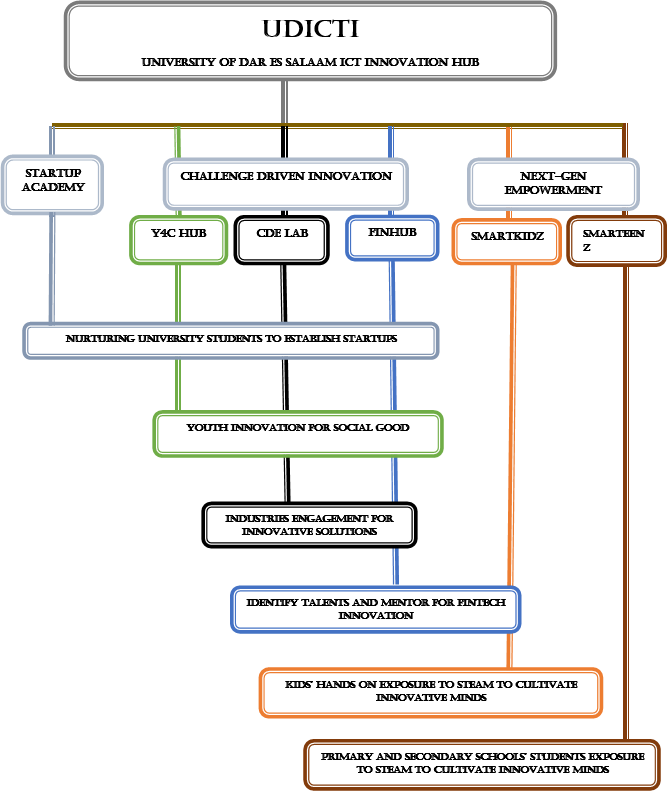 UDICTI
UNIVERSITY OF DAR ES SALAAM ICT INNOVATION HUB
STARTUP
ACADEMY
CHALLENGE DRIVEN INNOVATION
NEXT-GEN
EMPOWERMENT
Y4C HUB
CDE LAB
FINHUB
SMARTKIDZ
SMARTEEN
Z
NURTURING UNIVERSITY STUDENTS TO ESTABLISH STARTUPS
YOUTH INNOVATION FOR SOCIAL GOOD
INDUSTRIES ENGAGEMENT FOR
INNOVATIVE SOLUTIONS
IDENTIFY TALENTS AND MENTOR FOR FINTECH
INNOVATION
KIDS' HANDS ON EXPOSURE TO STEAM TO CULTIVATE
INNOVATIVE MINDS
PRIMARY AND SECONDARY SCHOOLS' STUDENTS EXPOSURE
TO STEAM TO CULTIVATE INNOVATIVE MINDS